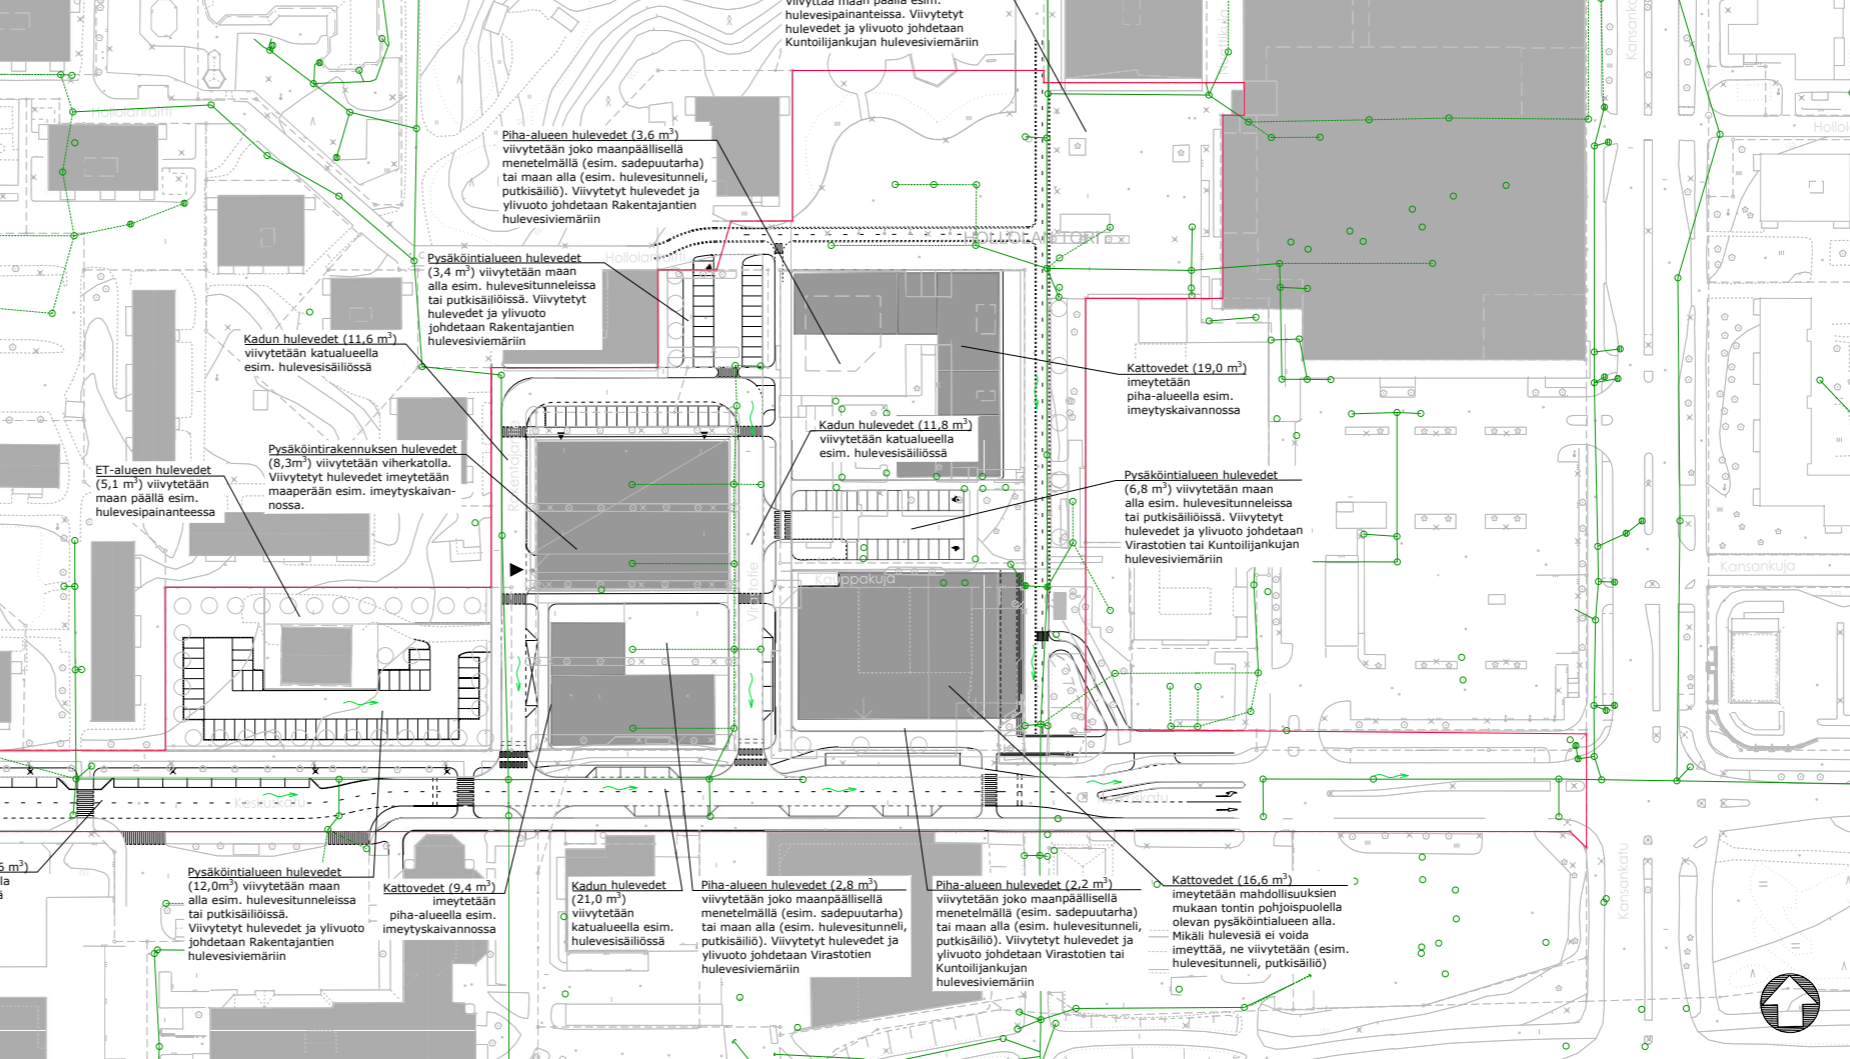 viivyttää maan päällä esim.
hulevesipainanteissa. Viivytetyt
hulevedet ja ylivuoto johdetaan
Kuntoilijankujan hulevesiviemäriin
Kansankatu
Hollolanraitti
Piha-alueen hulevedet (3,6 m³)
viivytetään joko maanpäällisellä
menetelmällä (esim. sadepuutarha)
tai maan alla (esim. hulevesitunneli,
putkisäiliö). Viivytetyt hulevedet ja
ylivuoto johdetaan Rakentajantien
hulevesiviemäriin
HOLLOLANTORI
Hollolanraitti
Pysäköintialueen hulevedet
(3,4 m³) viivytetään maan
alla esim. hulevesitunneleissa
tai putkisäiliöissä. Viivytetyt
hulevedet ja ylivuoto
johdetaan Rakentajantien
hulevesiviemäriin
Kadun hulevedet (11,6 m³)
viivytetään katualueella
esim. hulevesisäiliössä
Kattovedet (19,0 m³)
imeytetään
piha-alueella esim.
imeytyskaivannossa
Kadun hulevedet (11,8 m³)
viivytetään katualueella
esim. hulevesisäiliössä
Pysäköintirakennuksen hulevedet
(8,3m³) viivytetään viherkatolla.
Viivytetyt hulevedet imeytetään
maaperään esim. imeytyskaivan-
nossa.
ET-alueen hulevedet
(5,1 m³) viivytetään
maan päällä esim.
hulevesipainanteessa
Pysäköintialueen hulevedet
(6,8 m³) viivytetään maan
alla esim. hulevesitunneleissa
tai putkisäiliöissä. Viivytetyt
hulevedet ja ylivuoto johdetaan
Virastotien tai Kuntoilijankujan
hulevesiviemäriin
Kauppakuja
Kansankuja
Virastotie
Keskuskatu
Pysäköintialueen hulevedet
(12,0m³) viivytetään maan
alla esim. hulevesitunneleissa
tai putkisäiliöissä.
Viivytetyt hulevedet ja ylivuoto
johdetaan Rakentajantien
hulevesiviemäriin
Kattovedet (9,4 m³)
imeytetään
piha-alueella esim.
imeytyskaivannossa
Kadun hulevedet
(21,0 m³)
viivytetään
katualueella esim.
hulevesisäiliössä
Piha-alueen hulevedet (2,8 m³)
viivytetään joko maanpäällisellä
menetelmällä (esim. sadepuutarha)
tai maan alla (esim. hulevesitunneli,
putkisäiliö). Viivytetyt hulevedet ja
ylivuoto johdetaan Virastotien
hulevesiviemäriin
Piha-alueen hulevedet (2,2 m³)
viivytetään joko maanpäällisellä
menetelmällä (esim. sadepuutarha)
tai maan alla (esim. hulevesitunneli,
putkisäiliö). Viivytetyt hulevedet ja
ylivuoto johdetaan Virastotien tai
Kuntoilijankujan
hulevesiviemäriin
Kattovedet (16,6 m³)
imeytetään mahdollisuuksien
mukaan tontin pohjoispuolella
olevan pysäköintialueen alla.
Mikäli hulevesiä ei voida
imeyttää, ne viivytetään (esim.
hulevesitunneli, putkisäiliö)
Kansankatu